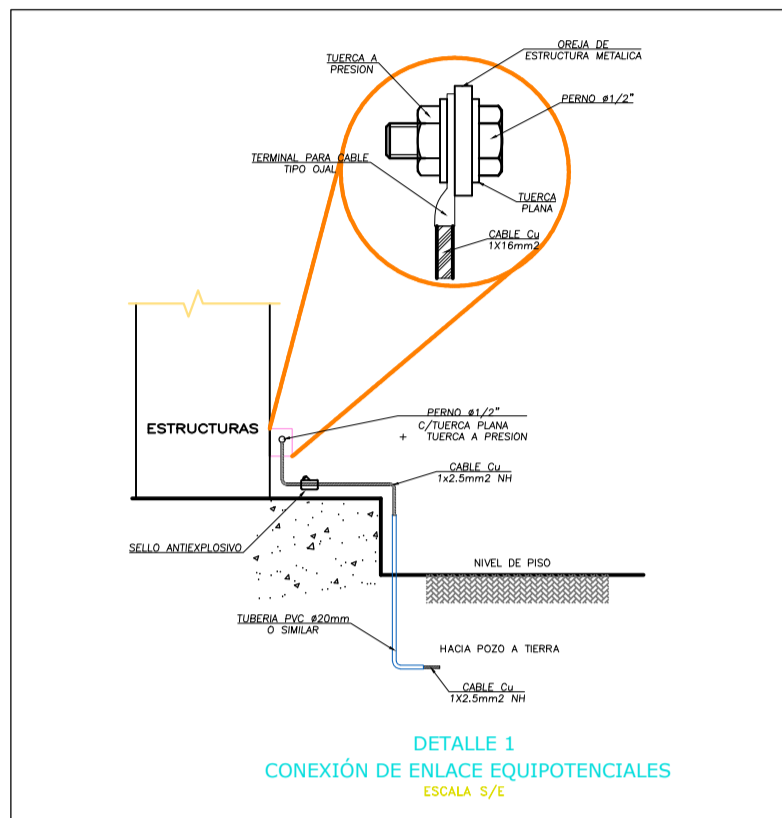 OREJA DE
ESTRUCTURA METALICA
TUERCA A
PRESION
PERNO ø1/2"
TERMINAL PARA CABLE
TIPO OJAL
TUERCA
PLANA
CABLE Cu
1X16mm2
ESTRUCTURAS
PERNO ø1/2"
C/TUERCA PLANA
+ TUERCA A PRESION
CABLE Cu
1x2.5mm2 NH
SELLO ANTIEXPLOSIVO
NIVEL DE PISO
TUBERIA PVC ø20mm
O SIMILAR
HACIA POZO A TIERRA
CABLE Cu
1X2.5mm2 NH
DETALLE 1
CONEXIÓN DE ENLACE EQUIPOTENCIALES
ESCALA S/E